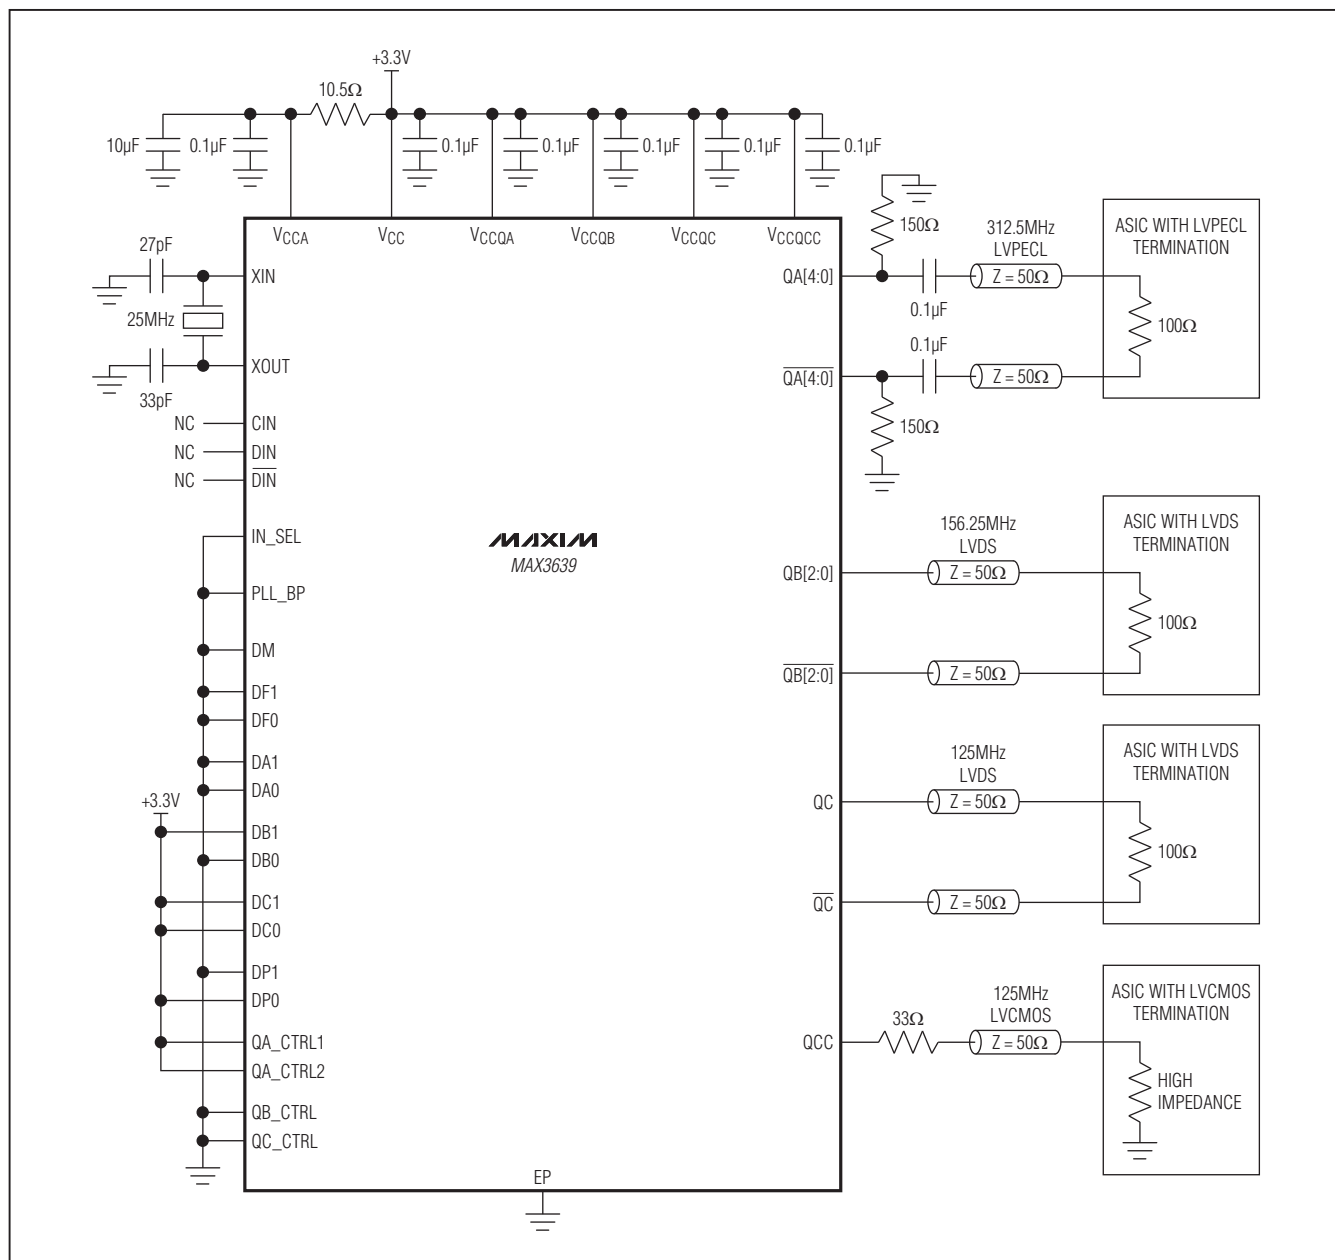 +3.3V
10.5Ω
10µF
0.1µF
0.1µF
0.1µF
0.1µF
0.1µF
0.1µF
VCCA
VCC
VCCQA
VCCQB
VCCQC
VCCQCC
27pF
25MHz
33pF
XIN
XOUT
NC
CIN
NC
DIN
NC
DIN
IN_SEL
PLL_BP
DM
DF1
DF0
DA1
DA0
+3.3V
DB1
DB0
DC1
DC0
DP1
DP0
QA_CTRL1
QA_CTRL2
QB_CTRL
QC_CTRL
MAXIM
MAX3639
EP
QA[4:0]
150Ω
0.1µF
312.5MHz
LVPECL
Z = 50Ω
ASIC WITH LVPECL
TERMINATION
100Ω
QA[4:0]
0.1µF
Z = 50Ω
150Ω
QB[2:0]
156.25MHz
LVDS
Z = 50Ω
ASIC WITH LVDS
TERMINATION
100Ω
QB[2:0]
Z = 50Ω
QC
125MHz
LVDS
Z = 50Ω
ASIC WITH LVDS
TERMINATION
100Ω
QC
Z = 50Ω
QCC
33Ω
125MHz
LVCMOS
Z = 50Ω
ASIC WITH LVCMOS
TERMINATION
HIGH
IMPEDANCE